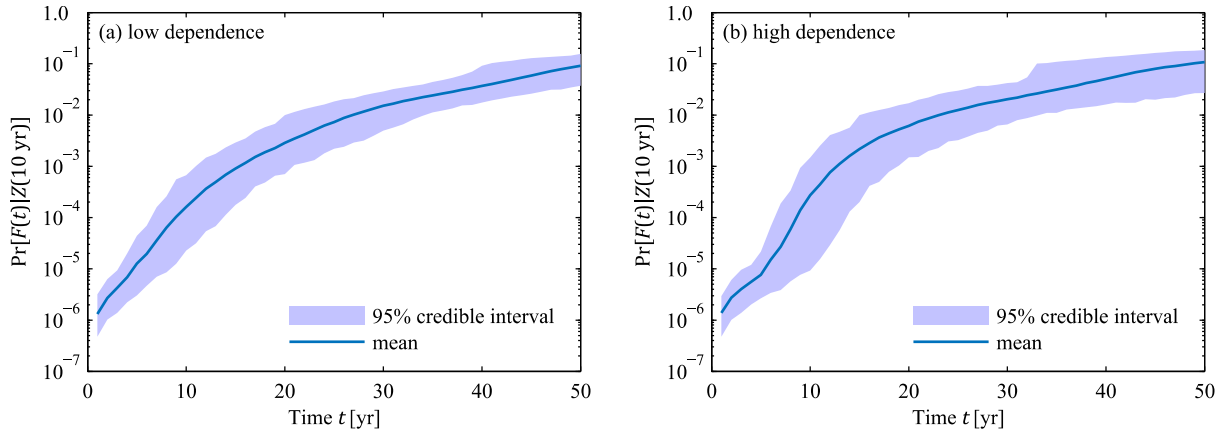 (a) low dependence
1.0
10⁻¹
10⁻²
10⁻³
10⁻⁴
10⁻⁵
10⁻⁶
10⁻⁷
Pr[F(t)|Z(10 yr)]
95% credible interval
mean
0 10 20 30 40 50
Time t [yr]
(b) high dependence
1.0
10⁻¹
10⁻²
10⁻³
10⁻⁴
10⁻⁵
10⁻⁶
10⁻⁷
Pr[F(t)|Z(10 yr)]
95% credible interval
mean
0 10 20 30 40 50
Time t [yr]